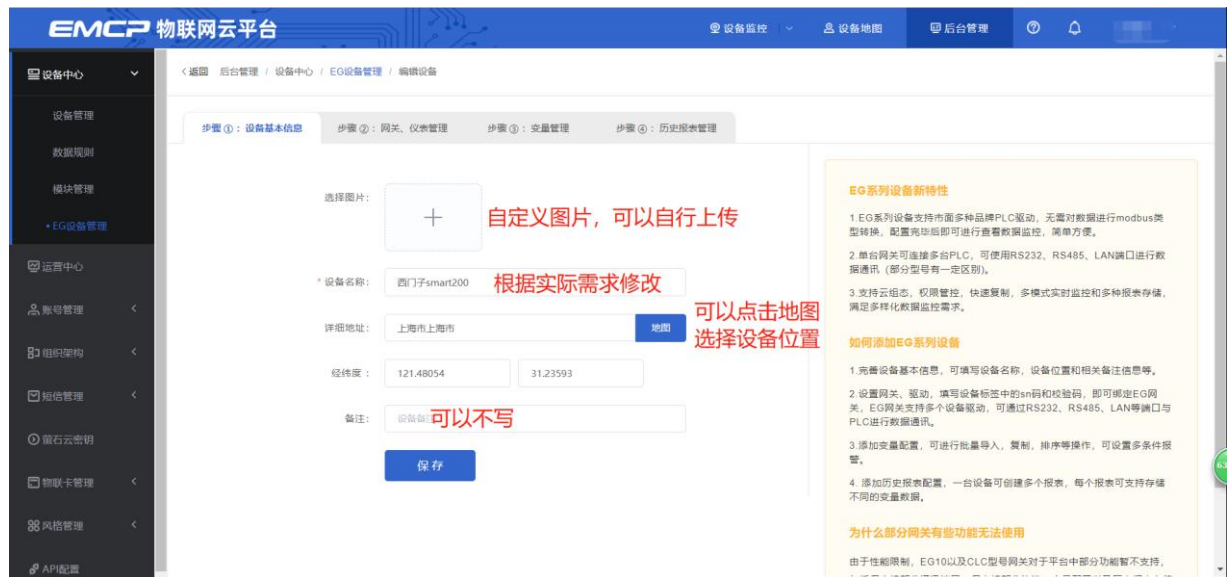 EMCP 物联网云平台
设备监控
设备地图
后台管理
设备中心
<返回 后台管理 / 设备中心 / EG设备管理 / 编辑设备
设备管理
数据规则
模块管理
•EG设备管理
运营中心
账号管理
组织架构
短信管理
萤石云密钥
物联卡管理
风格管理
API配置
步骤①：设备基本信息
步骤②：网关、仪表管理
步骤③：变量管理
步骤④：历史报表管理
选择图片：
自定义图片，可以自行上传
* 设备名称：
西门子smart200
根据实际需求修改
详细地址：
上海市上海市
地图
可以点击地图
选择设备位置
经纬度：
121.48054
31.23593
备注：
可以不写
保存
EG系列设备新特性
1.EG系列设备支持市面多种品牌PLC驱动，无需对数据进行modbus类
型转换，配置完毕后即可进行查看数据监控，简单方便。
2.单台网关可连接多台PLC，可使用RS232、RS485、LAN端口进行数
据通讯（部分型号有一定区别)。
3.支持云组态，权限管控，快速复制，多模式实时监控和多种报表存储，
满足多样化数据监控需求。
如何添加EG系列设备
1.完善设备基本信息，可填写设备名称，设备位置和相关备注信息等。
2.设置网关、驱动，填写设备标签中的sn码和校验码，即可绑定EG网
关，EG网关支持多个设备驱动，可通过RS232、RS485、LAN等端口与
PLC进行数据通讯。
3.添加变量配置，可进行批量导入，复制，排序等操作，可设置多条件报
警。
4. 添加历史报表配置，一台设备可创建多个报表，每个报表可支持存储
不同的变量数据。
为什么部分网关有些功能无法使用
由于性能限制，EG10以及CLC型号网关对于平台中部分功能暂不支持，